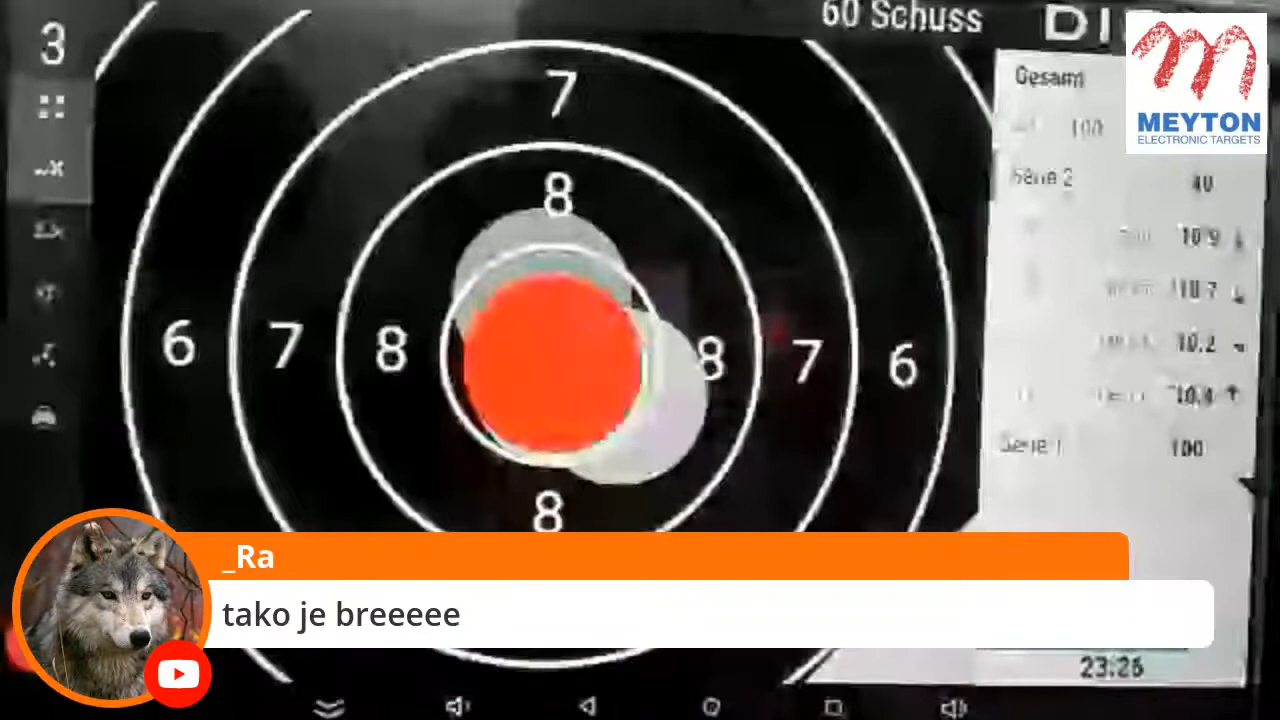 60 Schuss
3
MEYTON
ELECTRONIC TARGETS
Gesamt
100
Serie 2 40
10.9
10.7
10.2
10.4
Serie 1 100
7
8
6 7 8 8 7 6
8
_Ra
tako je breeeee
23:26